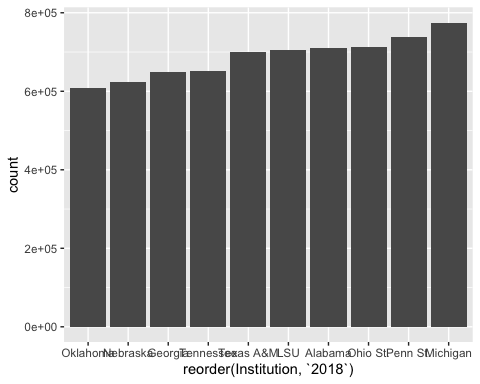 8e+05
6e+05
count
4e+05
2e+05
0e+00
Oklahoma Nebraska Georgia Tennessee Texas A&M LSU Alabama Ohio St. Penn St. Michigan
reorder(Institution, `2018`)